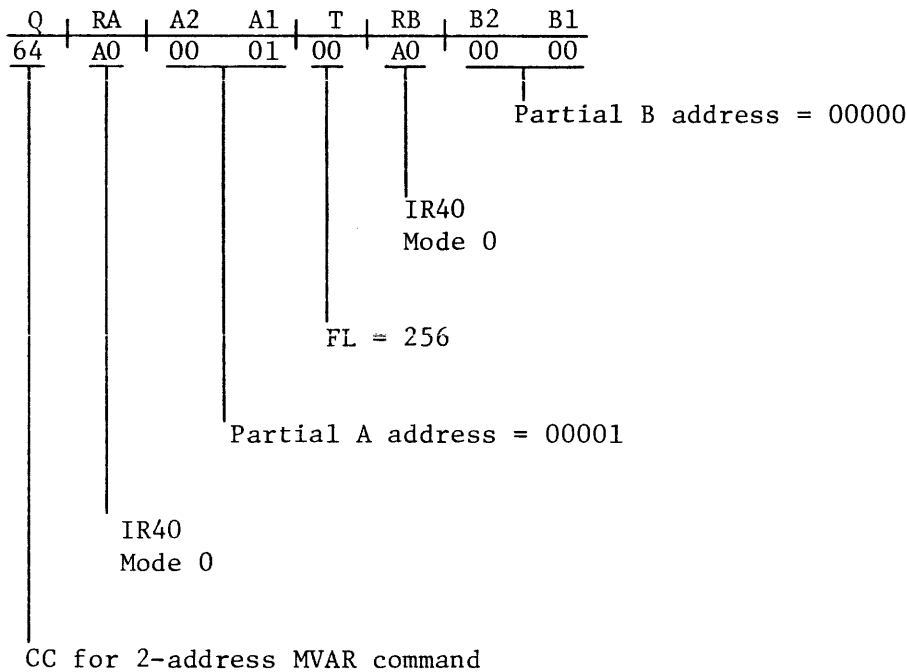 Q RA A2 A1 T RB B2 B1
64 A0 00 01 00 A0 00 00
Partial B address = 00000
IR40
Mode 0
FL = 256
Partial A address = 00001
IR40
Mode 0
CC for 2-address MVAR command